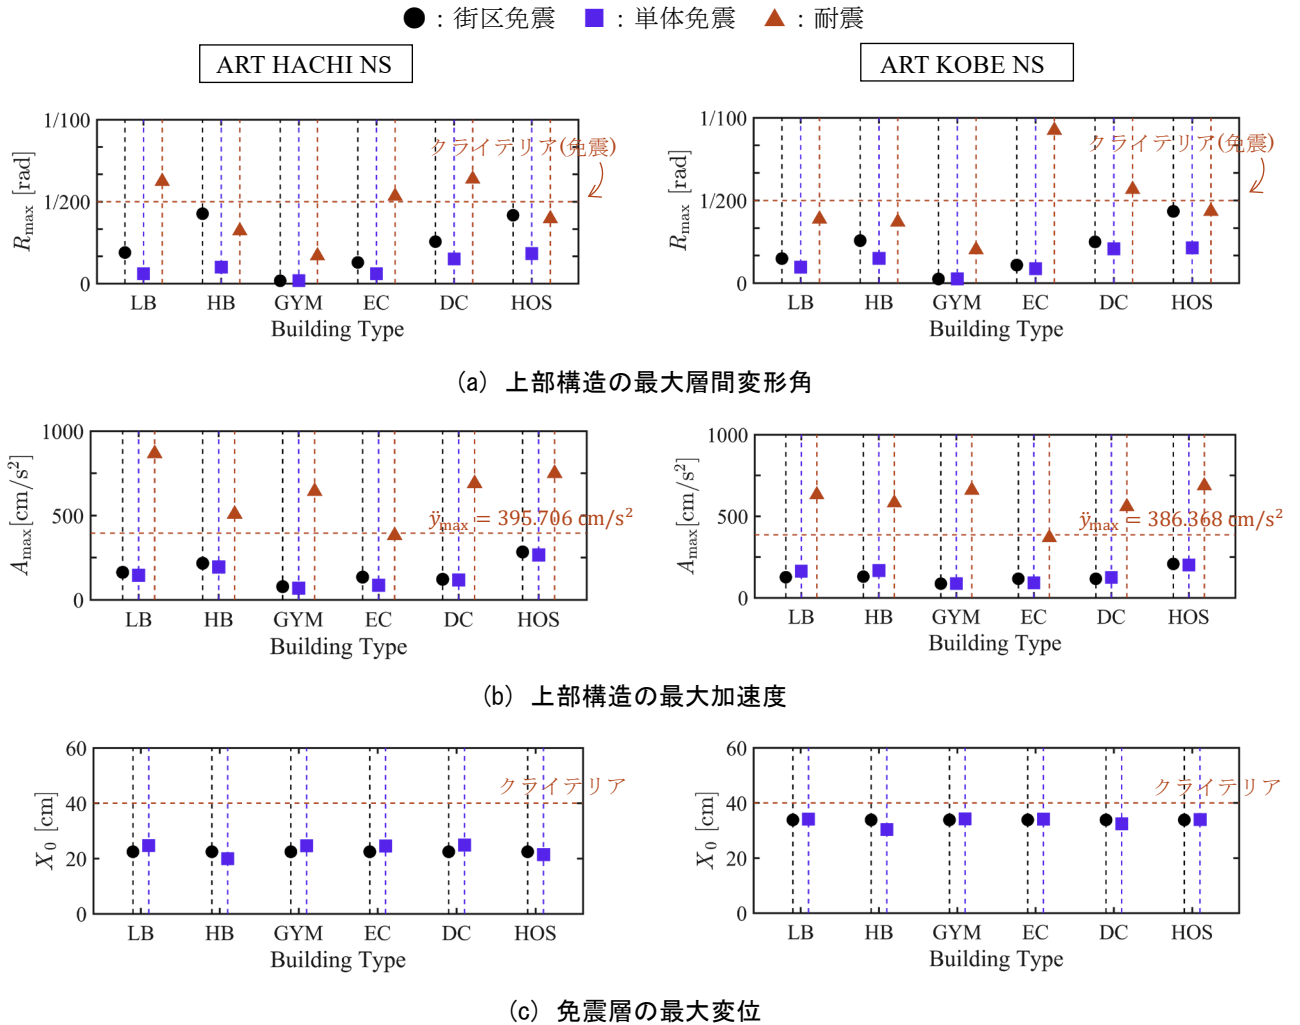 ●：街区免震 ■：単体免震 ▲：耐震
ART HACHI NS
ART KOBE NS
1/100
1/200
0
R_max [rad]
クライテリア(免震)
LB HB GYM EC DC HOS
Building Type
1/100
1/200
0
R_max [rad]
クライテリア(免震)
LB HB GYM EC DC HOS
Building Type
(a) 上部構造の最大層間変形角
1000
500
0
A_max[cm/s²]
ÿ_max = 395.706 cm/s²
LB HB GYM EC DC HOS
Building Type
1000
500
0
A_max[cm/s²]
ÿ_max = 386.368 cm/s²
LB HB GYM EC DC HOS
Building Type
(b) 上部構造の最大加速度
60
40
20
0
X₀ [cm]
クライテリア
LB HB GYM EC DC HOS
Building Type
60
40
20
0
X₀ [cm]
クライテリア
LB HB GYM EC DC HOS
Building Type
(c) 免震層の最大変位